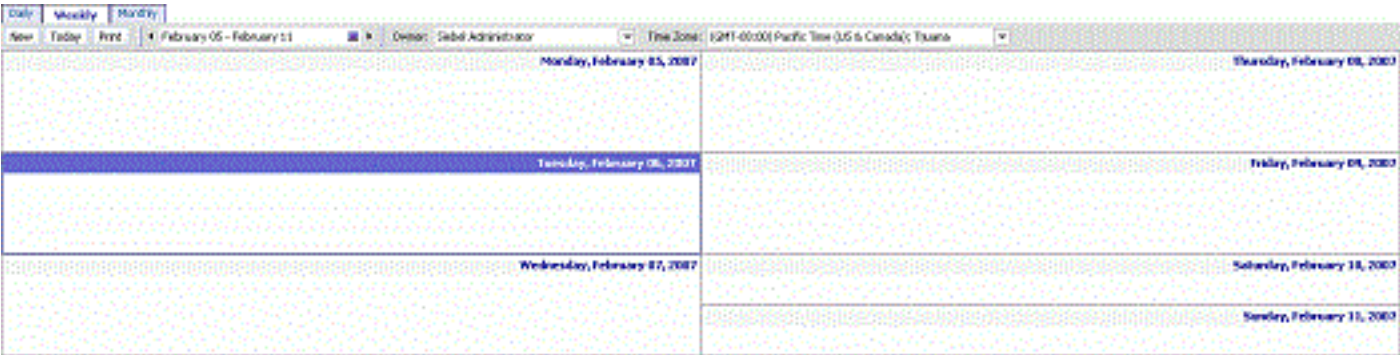 Daily Weekly Monthly
New Today Print February 05 - February 11 Owner: Siebel Administrator Time Zone: (GMT-08:00) Pacific Time (US & Canada); Tijuana
Monday, February 05, 2007
Thursday, February 08, 2007
Tuesday, February 06, 2007
Friday, February 09, 2007
Wednesday, February 07, 2007
Saturday, February 10, 2007
Sunday, February 11, 2007